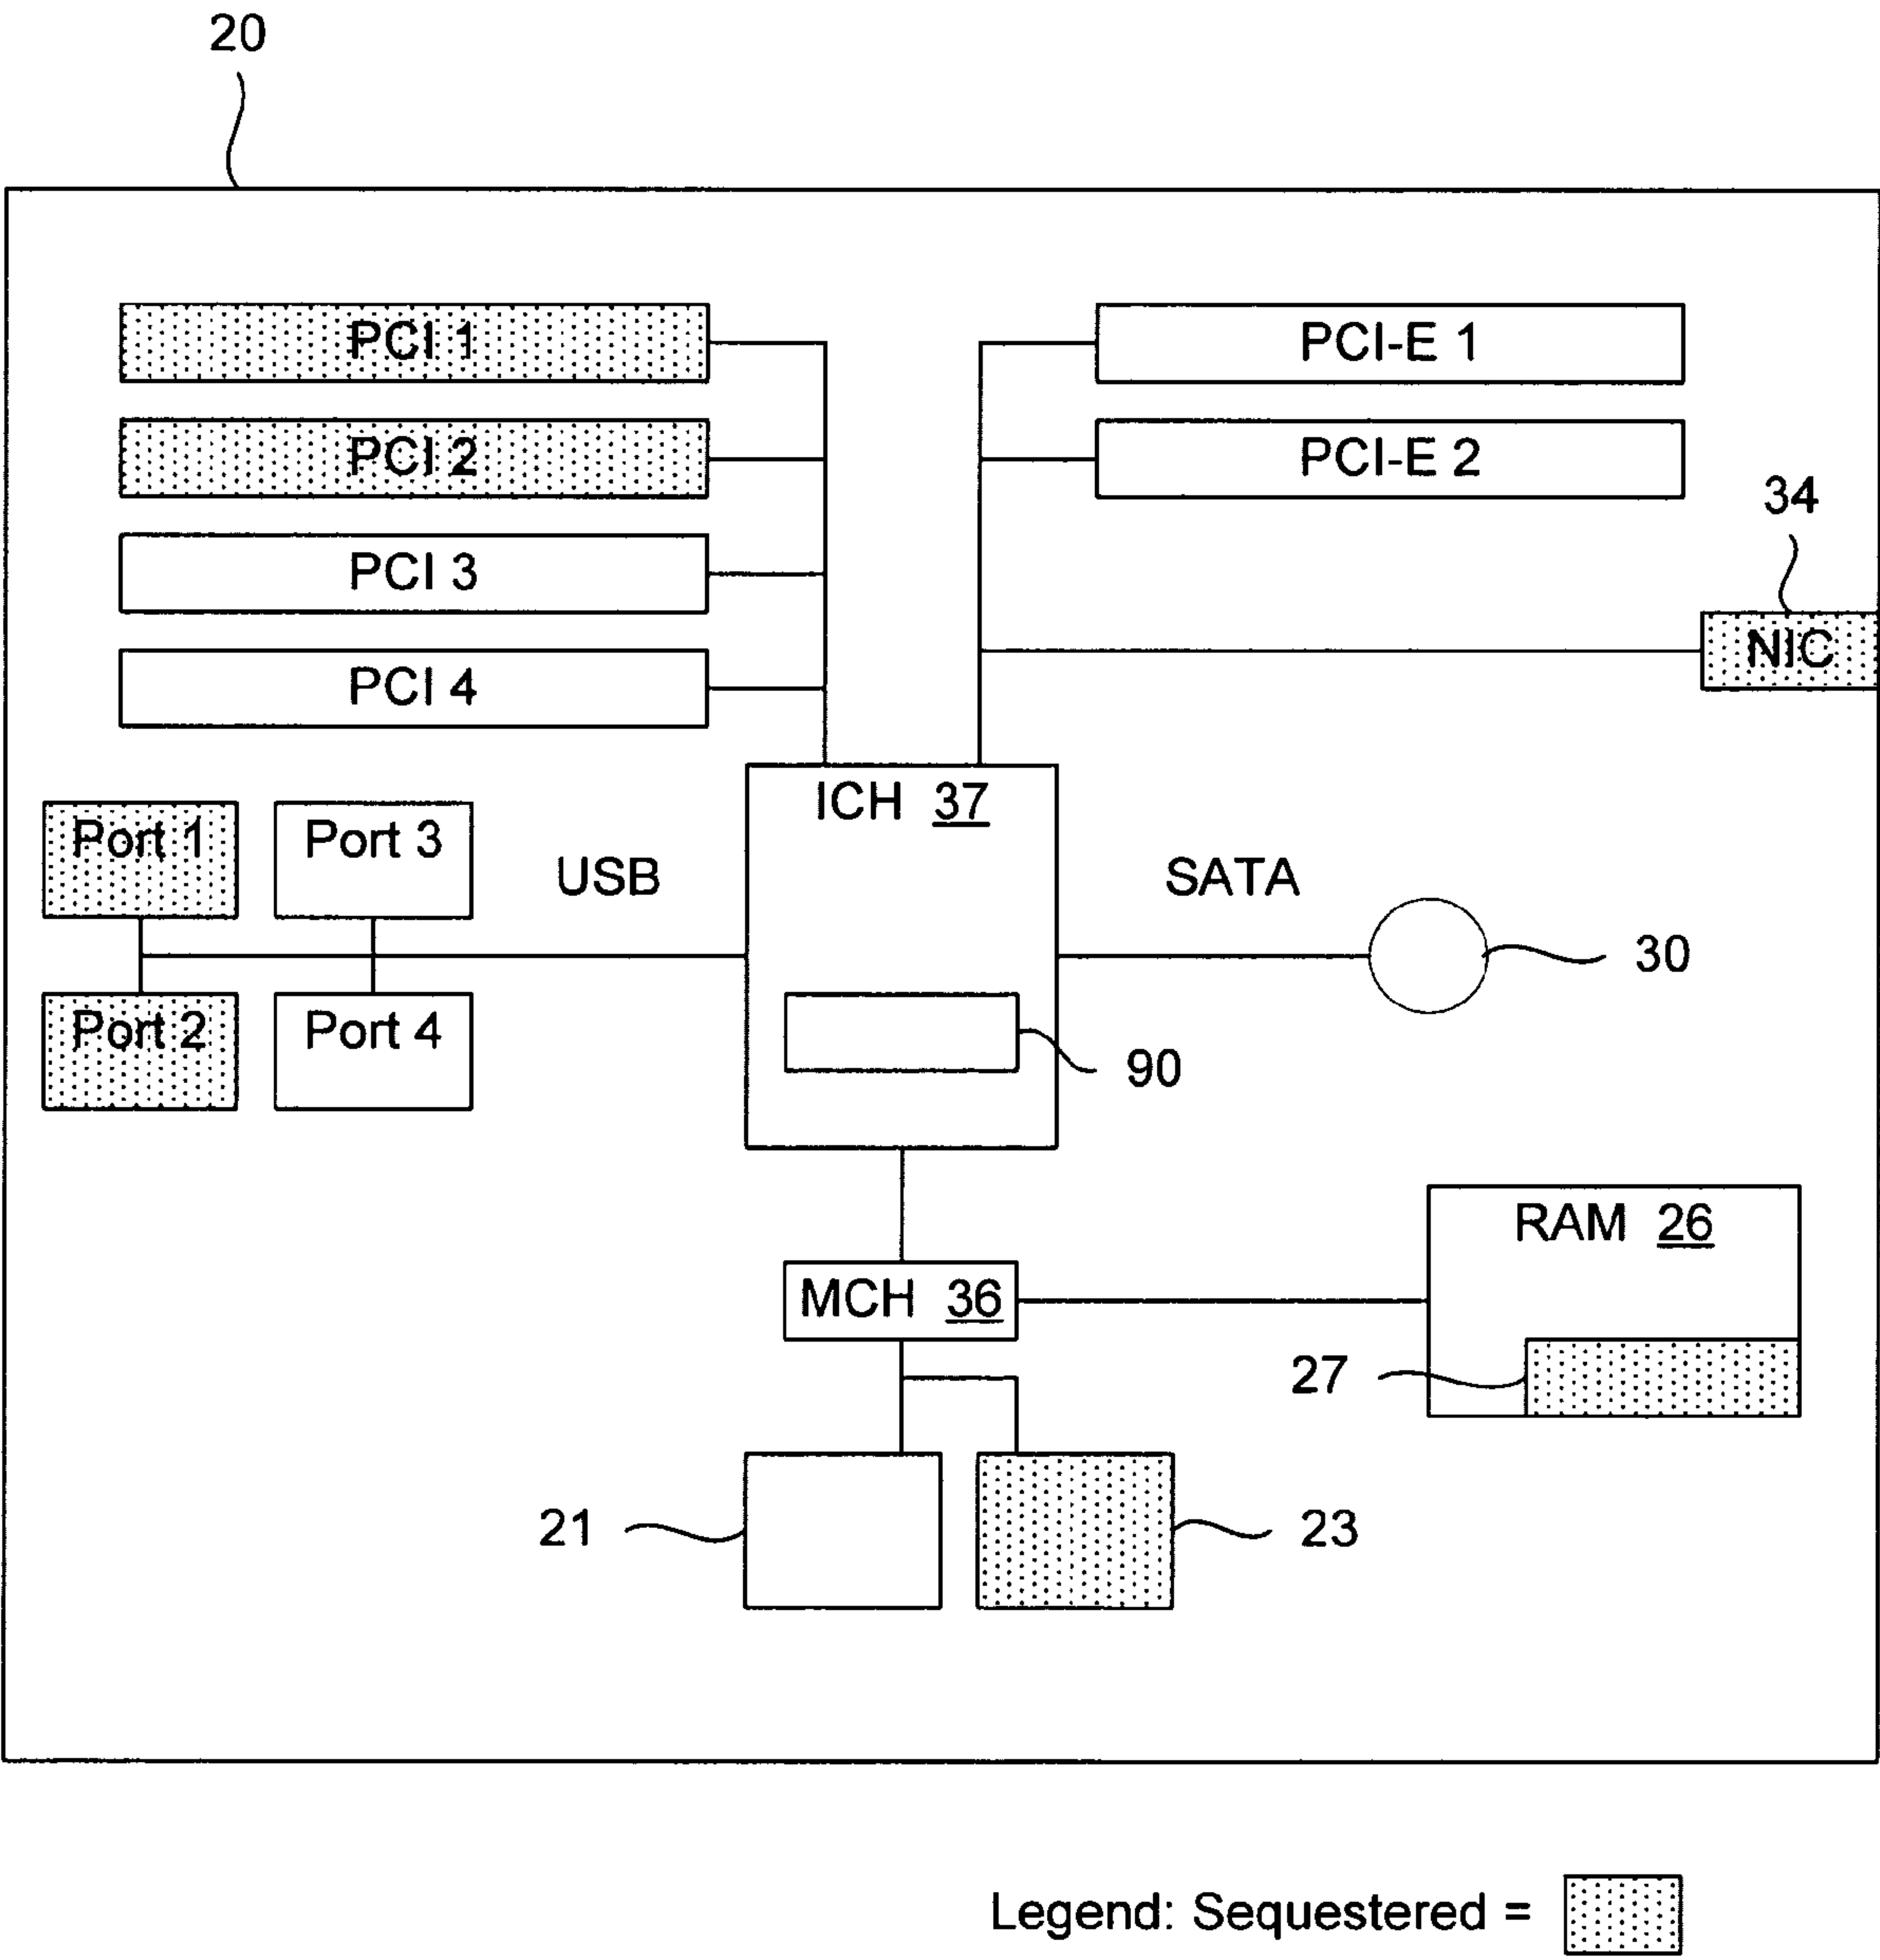 20
PCI 1
PCI-E 1
PCI 2
PCI-E 2
34
PCI 3
NIC
PCI 4
ICH 37
Port 1
Port 3
USB
SATA
30
Port 2
Port 4
90
RAM 26
MCH 36
27
21
23
Legend: Sequestered =